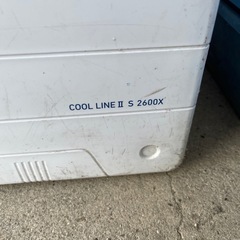 COOL LINE Ⅱ S 2600X